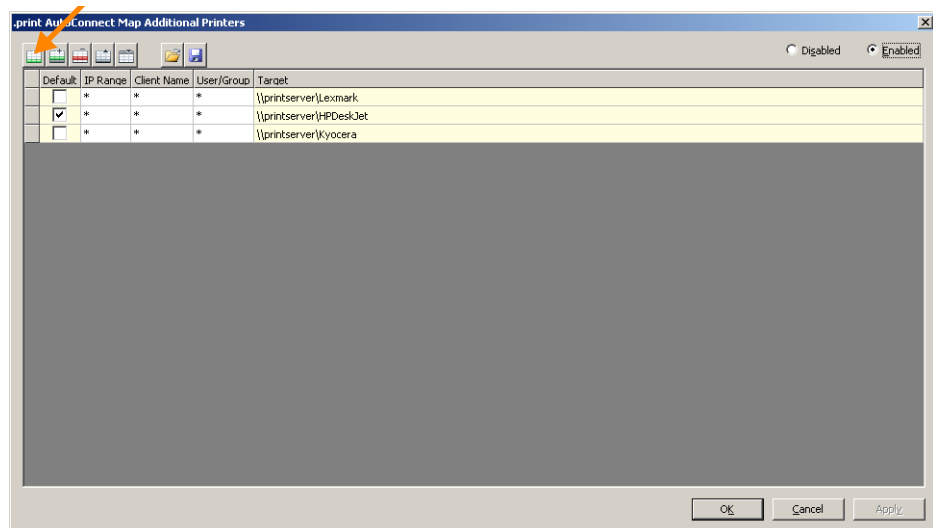 .print AutoConnect Map Additional Printers
Disabled Enabled
Default IP Range Client Name User/Group Target
* * * \\printserver\Lexmark
* * * \\printserver\HPDeskJet
* * * \\printserver\Kyocera
OK Cancel Apply